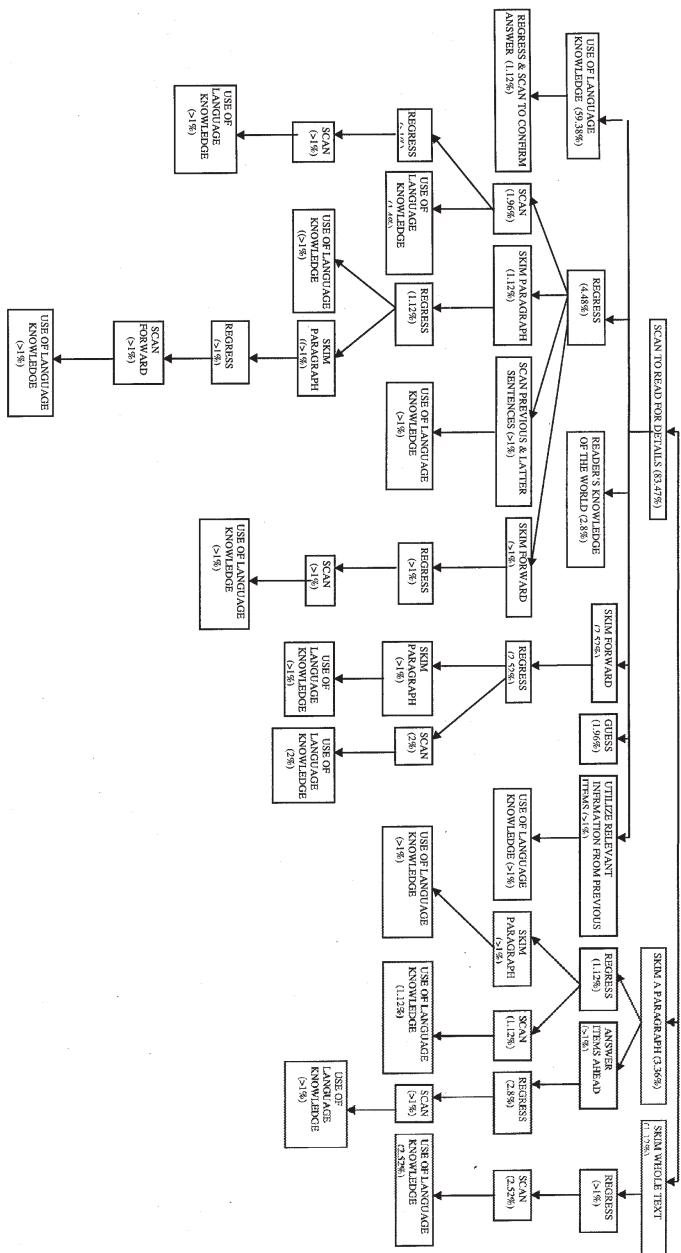 SCAN TO READ FOR DETAILS (83.47%)
SKIM A PARAGRAPH (3.36%)
SKIM WHOLE TEXT
(1.12%)
USE OF LANGUAGE
KNOWLEDGE (59.38%)
REGRESS
(4.48%)
READER'S KNOWLEDGE
OF THE WORLD (2.8%)
SKIM FORWARD
(2.52%)
GUESS
(1.96%)
UTILIZE RELEVANT
INFRMATION FROM PREVIOUS
ITEMS (>1%)
REGRESS
(1.12%)
ANSWER
ITEMS AHEAD
(>1%)
REGRESS
(>1%)
REGRESS & SCAN TO CONFIRM
ANSWER (1.12%)
SCAN
(1.96%)
SKIM PARAGRAPH
(1.12%)
SCAN PREVIOUS & LATTER
SENTENCES (>1%)
SKIM FORWARD
(>1%)
REGRESS
(2.52%)
USE OF LANGUAGE
KNOWLEDGE (>1%)
SKIM
PARAGRAPH
(>1%)
SCAN
(1.12%)
REGRESS
(2.8%)
SCAN
(2.52%)
REGRESS
(>1%)
USE OF
LANGUAGE
KNOWLEDGE
REGRESS
(1.12%)
USE OF LANGUAGE
KNOWLEDGE
(>1%)
REGRESS
(>1%)
SKIM
PARAGRAPH
(>1%)
SCAN
(2%)
USE OF LANGUAGE
KNOWLEDGE
(>1%)
USE OF LANGUAGE
KNOWLEDGE
(1.12%)
SCAN
(>1%)
USE OF LANGUAGE
KNOWLEDGE
(2.52%)
SCAN
(>1%)
USE OF LANGUAGE
KNOWLEDGE
((>1%)
SKIM
PARAGRAPH
((>1%)
SCAN
(>1%)
USE OF
LANGUAGE
KNOWLEDGE
(>1%)
USE OF
LANGUAGE
KNOWLEDGE
(2%)
USE OF
LANGUAGE
KNOWLEDGE
(>1%)
USE OF
LANGUAGE
KNOWLEDGE
(>1%)
REGRESS
(>1%)
USE OF LANGUAGE
KNOWLEDGE
(>1%)
SCAN
FORWARD
(>1%)
USE OF LANGUAGE
KNOWLEDGE
(>1%)